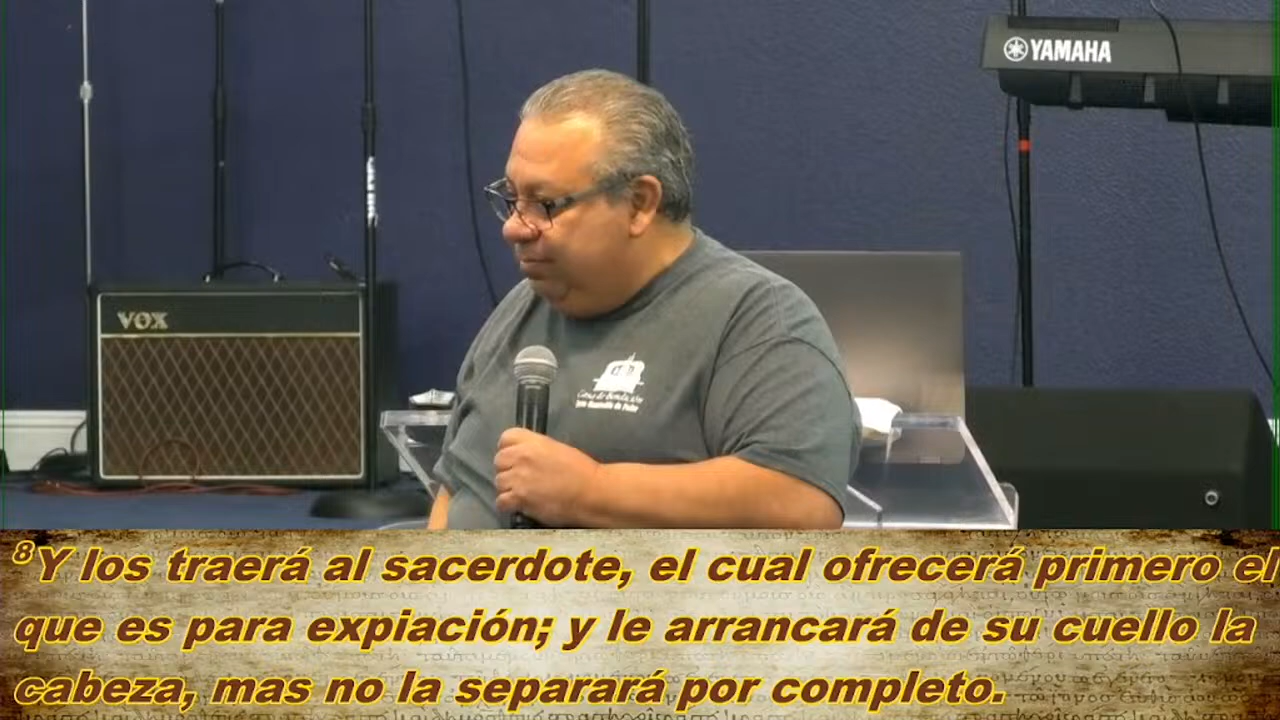 YAMAHA
VOX
⁸Y los traerá al sacerdote, el cual ofrecerá primero el
que es para expiación; y le arrancará de su cuello la
cabeza, mas no la separará por completo.